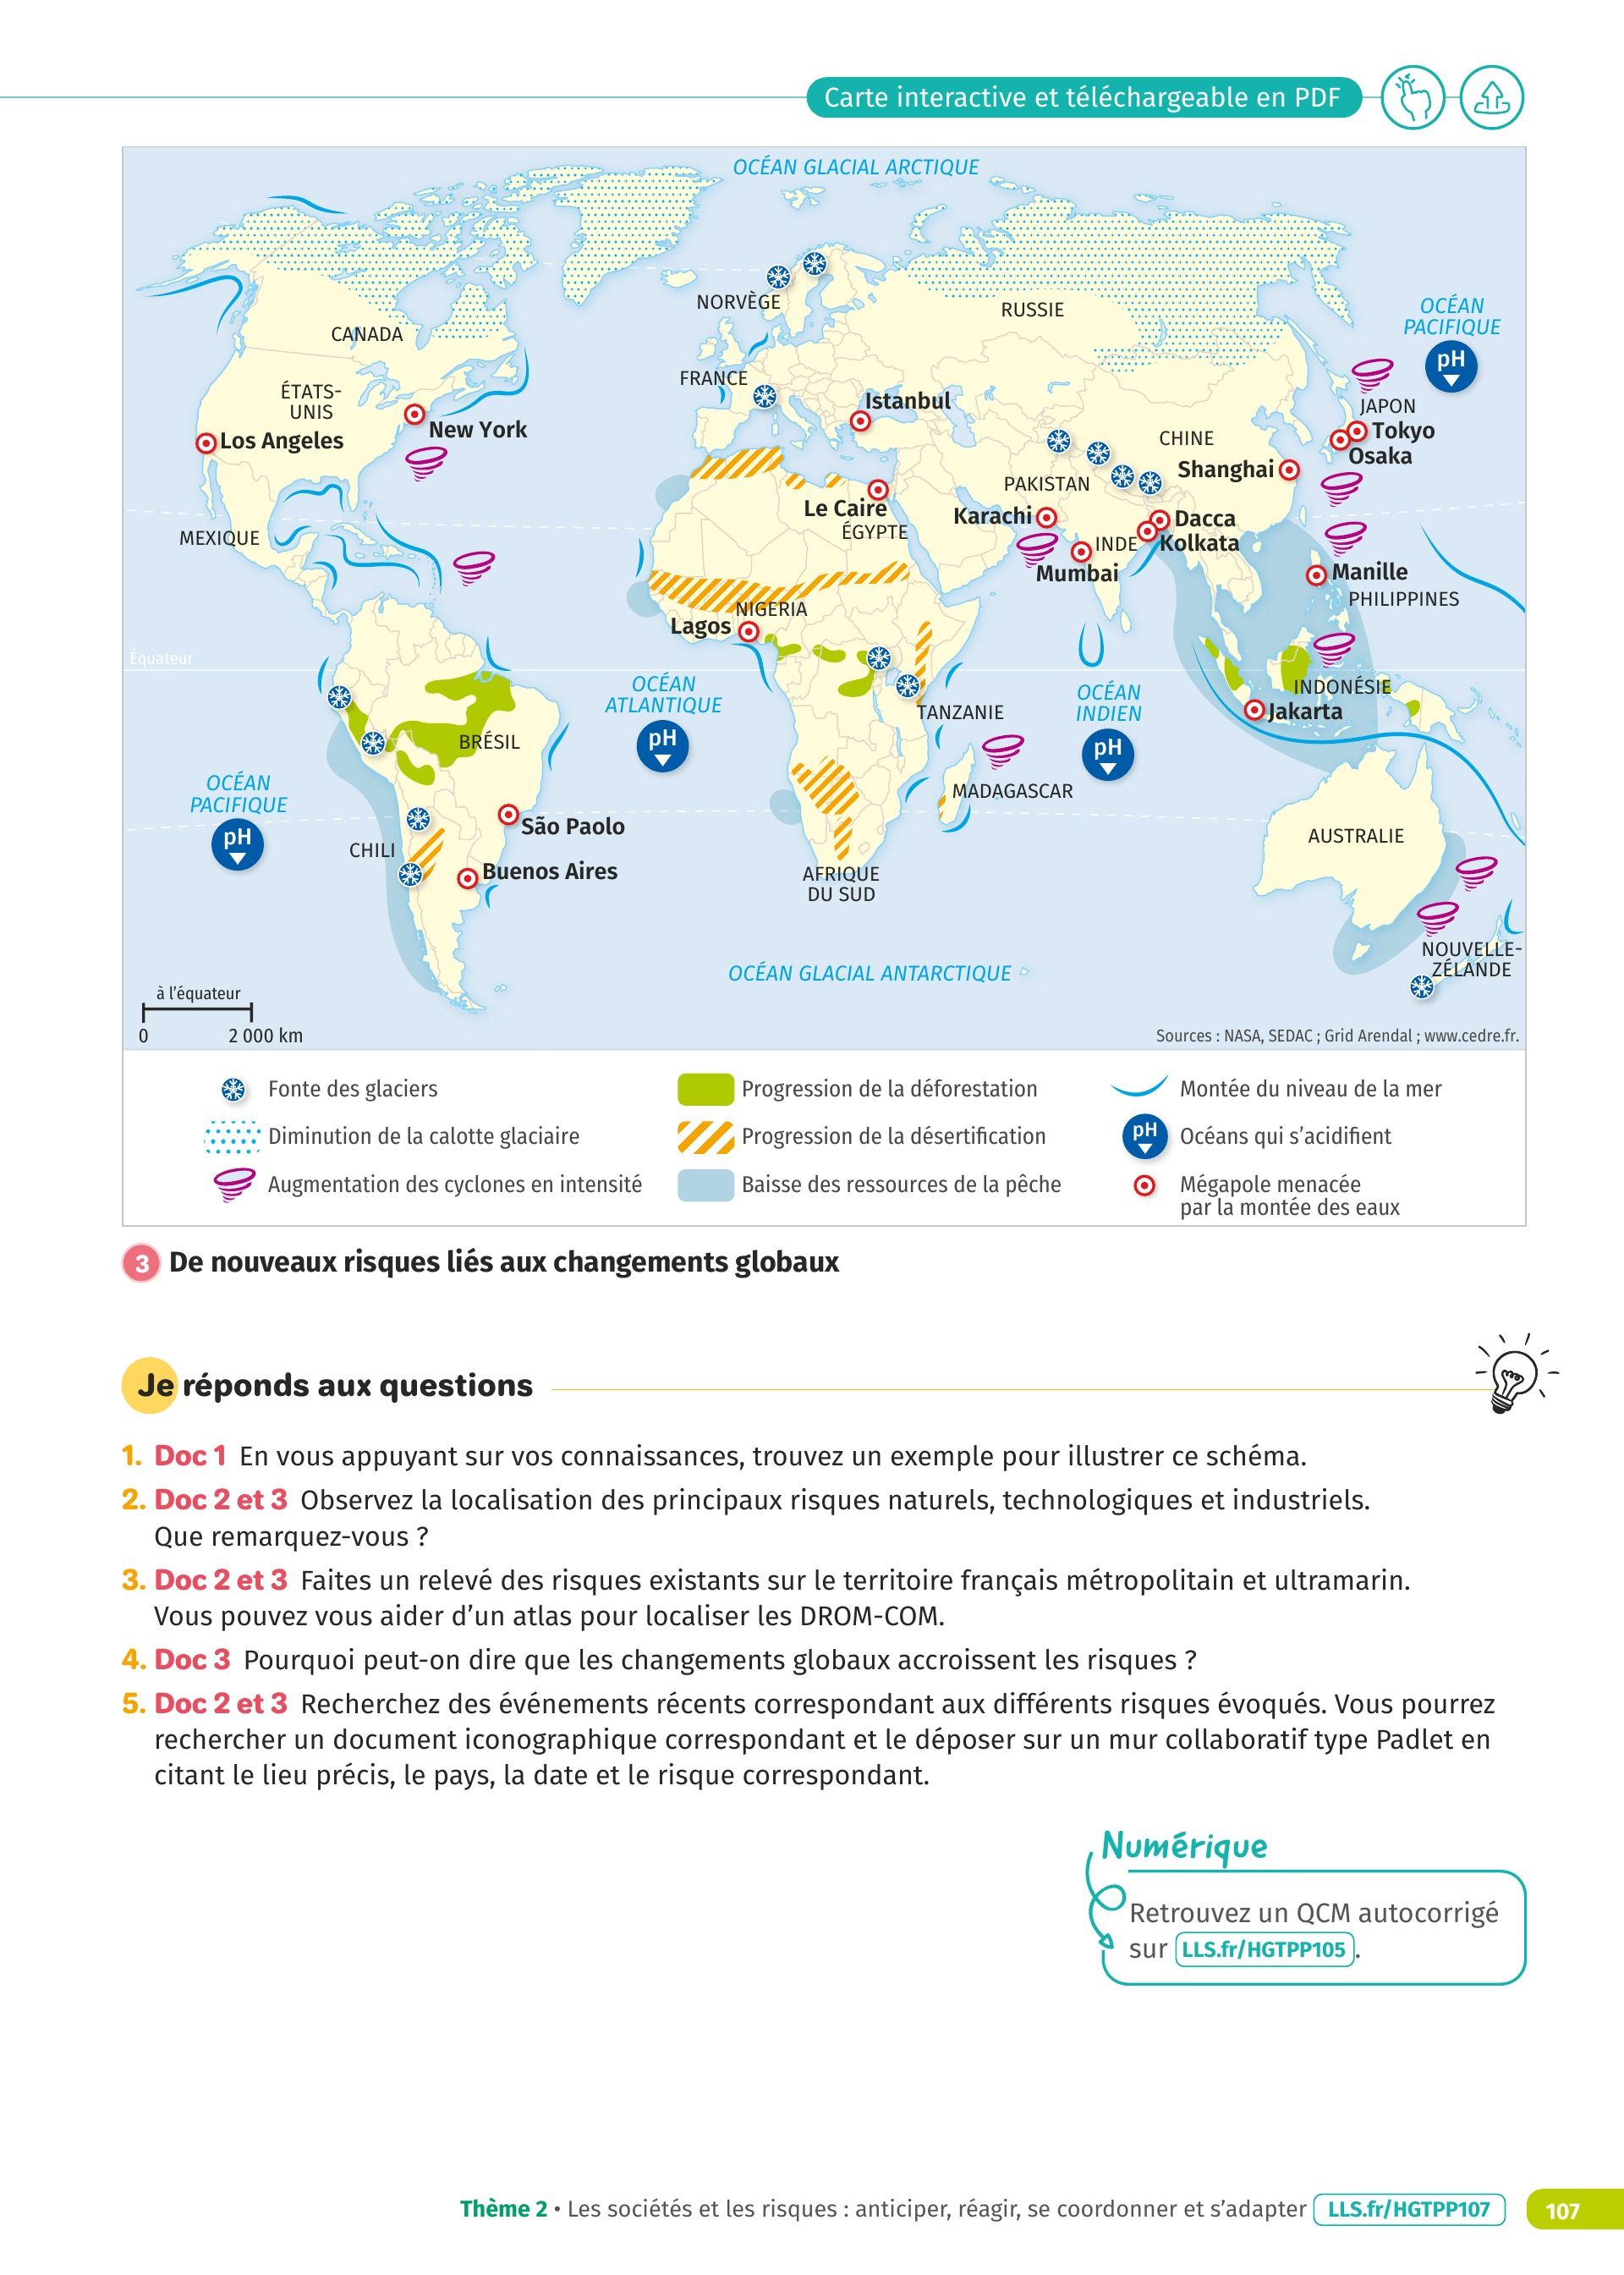 Carte interactive et téléchargeable en PDF
OCÉAN GLACIAL ARCTIQUE
NORVÈGE
RUSSIE
OCÉAN
PACIFIQUE
pH
CANADA
FRANCE
ÉTATS-
UNIS
Istanbul
JAPON
New York
Los Angeles
CHINE
Tokyo
Osaka
Shanghai
PAKISTAN
Le Caire
Karachi
Dacca
ÉGYPTE
MEXIQUE
INDE
Kolkata
Mumbai
Manille
PHILIPPINES
NIGERIA
Lagos
Équateur
OCÉAN
ATLANTIQUE
pH
OCÉAN
INDIEN
pH
INDONÉSIE
Jakarta
TANZANIE
BRÉSIL
OCÉAN
PACIFIQUE
pH
MADAGASCAR
São Paolo
AUSTRALIE
CHILI
Buenos Aires
AFRIQUE
DU SUD
NOUVELLE-
ZÉLANDE
OCÉAN GLACIAL ANTARCTIQUE
à l'équateur
0 2 000 km
Sources : NASA, SEDAC ; Grid Arendal ; www.cedre.fr.
Fonte des glaciers
Diminution de la calotte glaciaire
Augmentation des cyclones en intensité
Progression de la déforestation
Progression de la désertification
Baisse des ressources de la pêche
Montée du niveau de la mer
pH Océans qui s'acidifient
Mégapole menacée
par la montée des eaux
3 De nouveaux risques liés aux changements globaux
Je réponds aux questions
1. Doc 1 En vous appuyant sur vos connaissances, trouvez un exemple pour illustrer ce schéma.
2. Doc 2 et 3 Observez la localisation des principaux risques naturels, technologiques et industriels.
Que remarquez-vous ?
3. Doc 2 et 3 Faites un relevé des risques existants sur le territoire français métropolitain et ultramarin.
Vous pouvez vous aider d'un atlas pour localiser les DROM-COM.
4. Doc 3 Pourquoi peut-on dire que les changements globaux accroissent les risques ?
5. Doc 2 et 3 Recherchez des événements récents correspondant aux différents risques évoqués. Vous pourrez
rechercher un document iconographique correspondant et le déposer sur un mur collaboratif type Padlet en
citant le lieu précis, le pays, la date et le risque correspondant.
Numérique
Retrouvez un QCM autocorrigé
sur LLS.fr/HGTPP105.
Thème 2 • Les sociétés et les risques : anticiper, réagir, se coordonner et s'adapter LLS.fr/HGTPP107 107